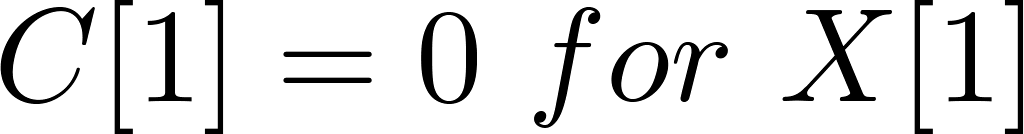 C[1] = 0 for X[1]